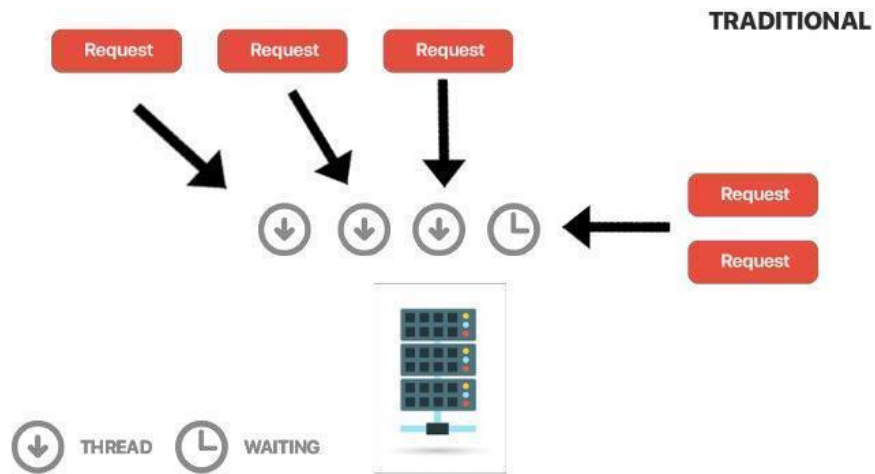 TRADITIONAL
Request
Request
Request
Request
Request
THREAD
WAITING